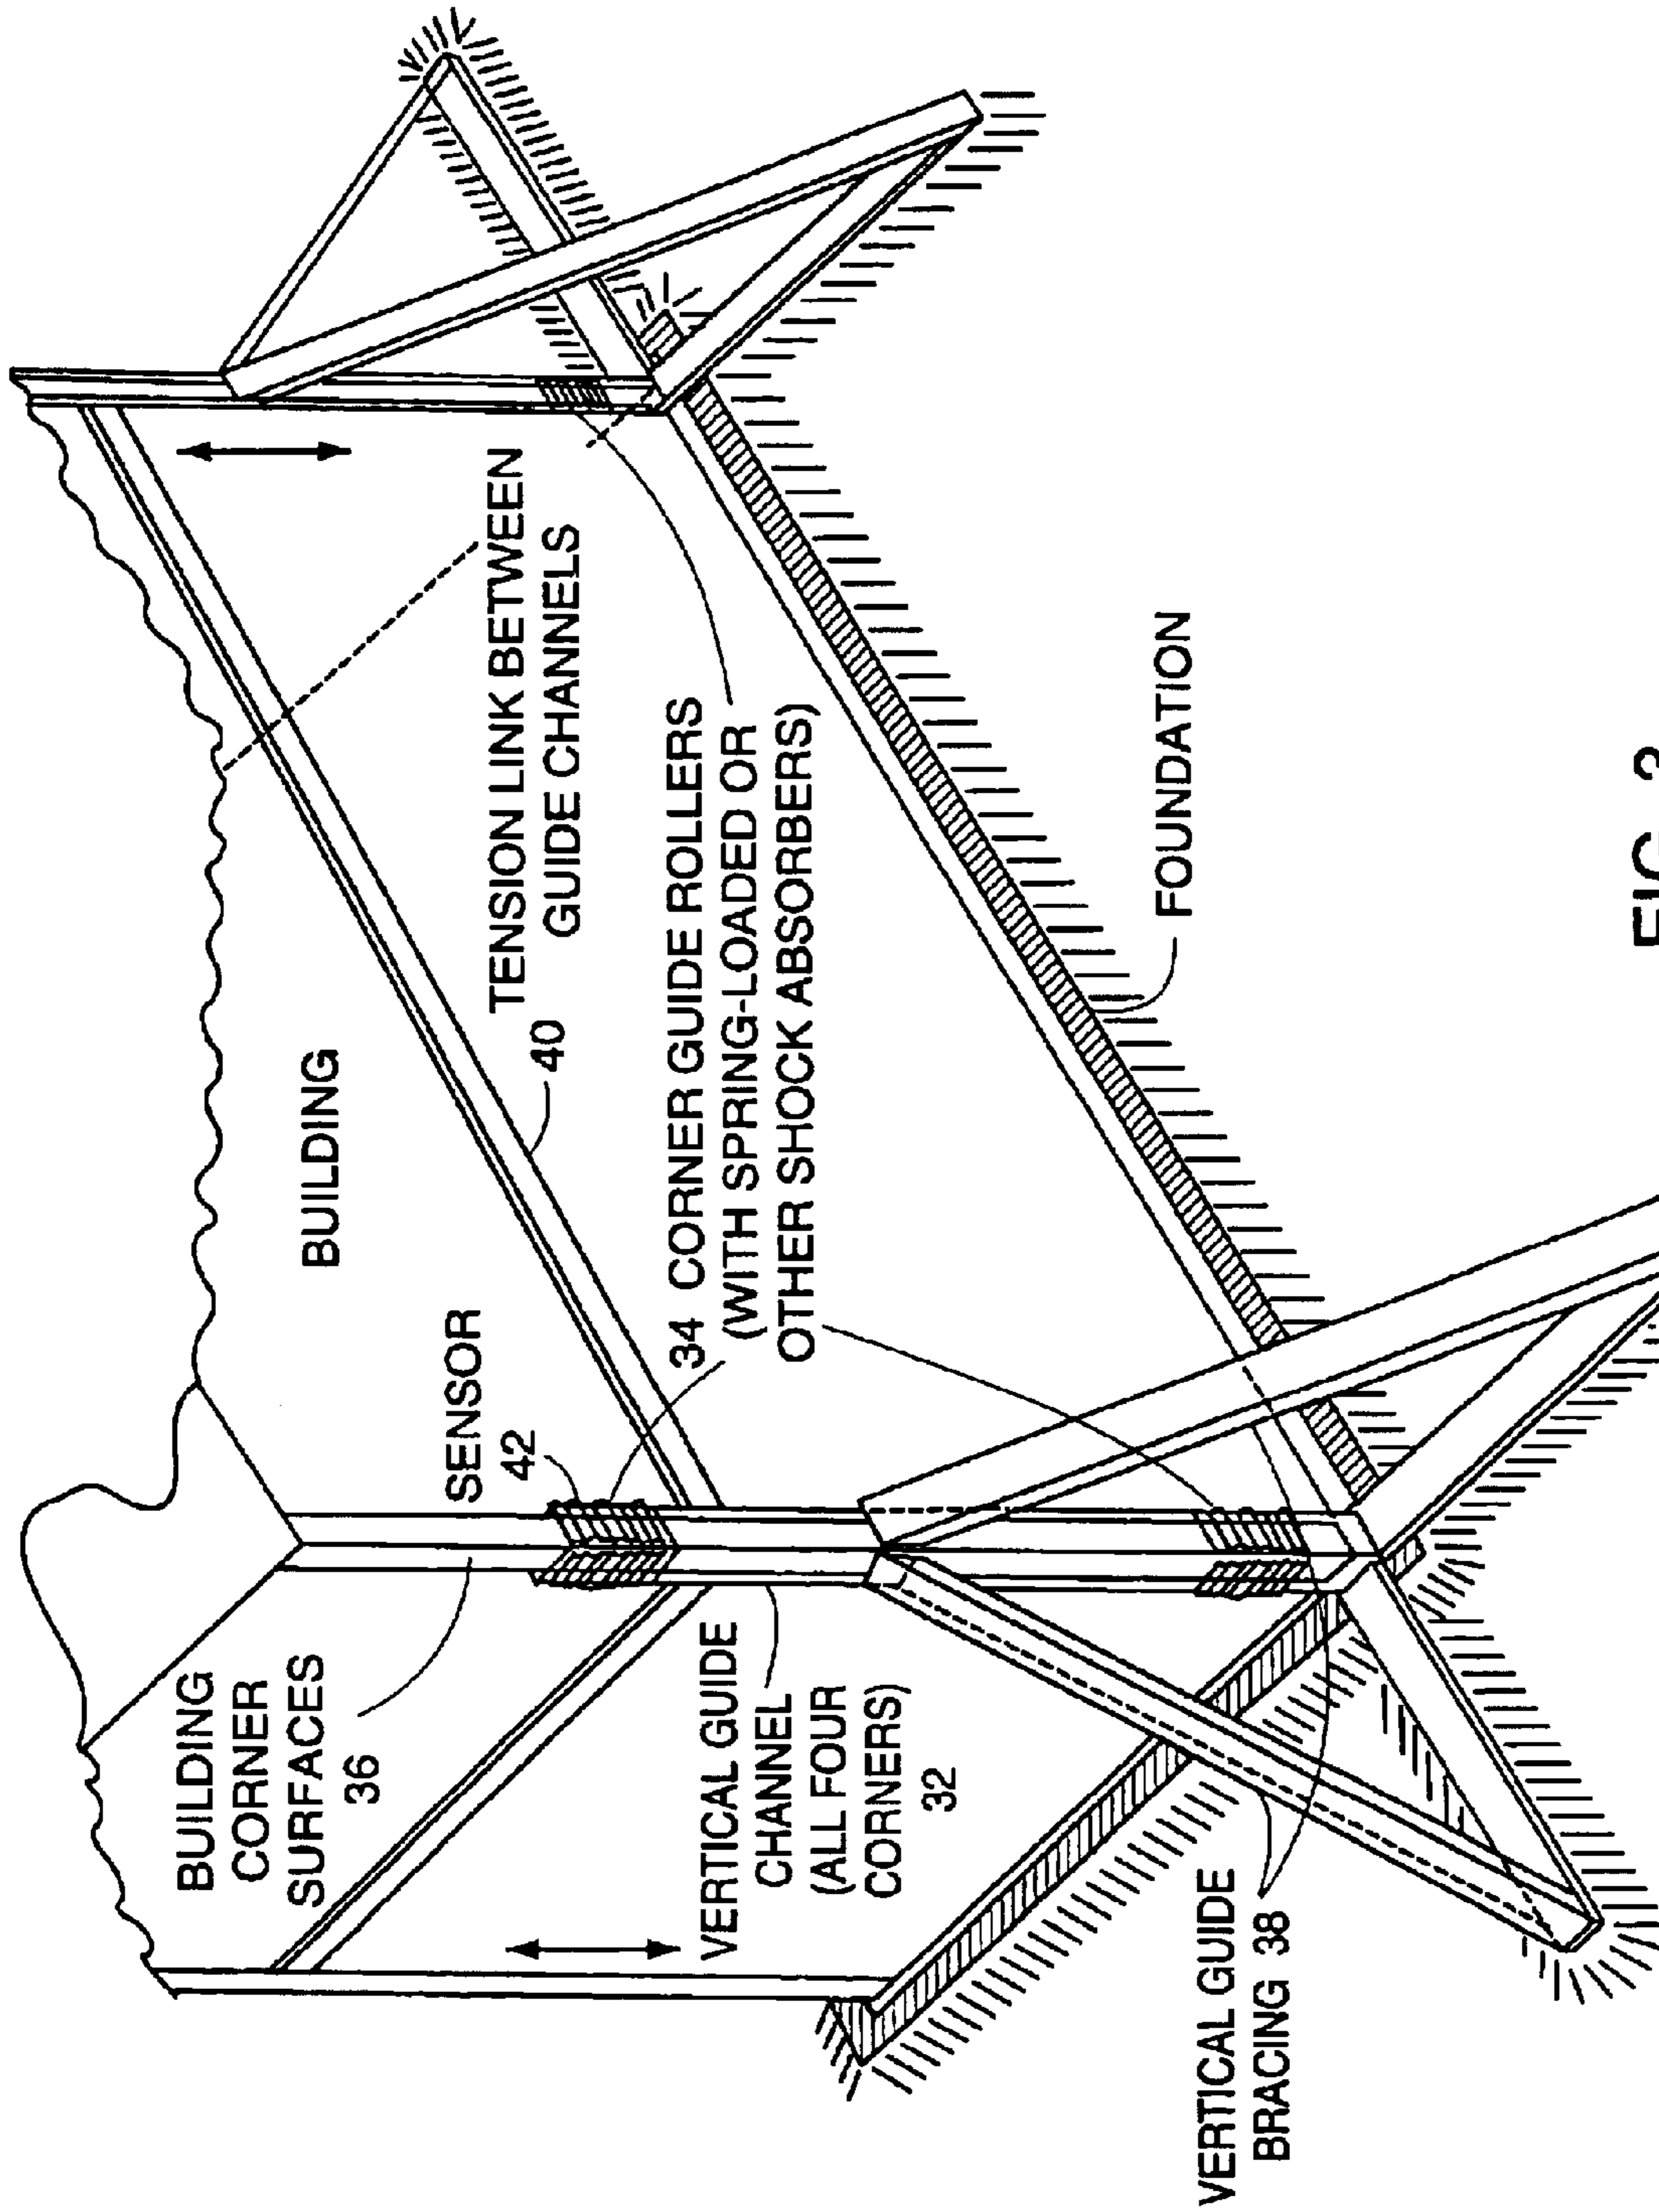 BUILDING
CORNER
SURFACES
36
SENSOR
42
BUILDING
VERTICAL GUIDE
CHANNEL
(ALL FOUR
CORNERS)
32
40
TENSION LINK BETWEEN
GUIDE CHANNELS
34 CORNER GUIDE ROLLERS
(WITH SPRING-LOADED OR
OTHER SHOCK ABSORBERS)
VERTICAL GUIDE
BRACING 38
FOUNDATION
FIG